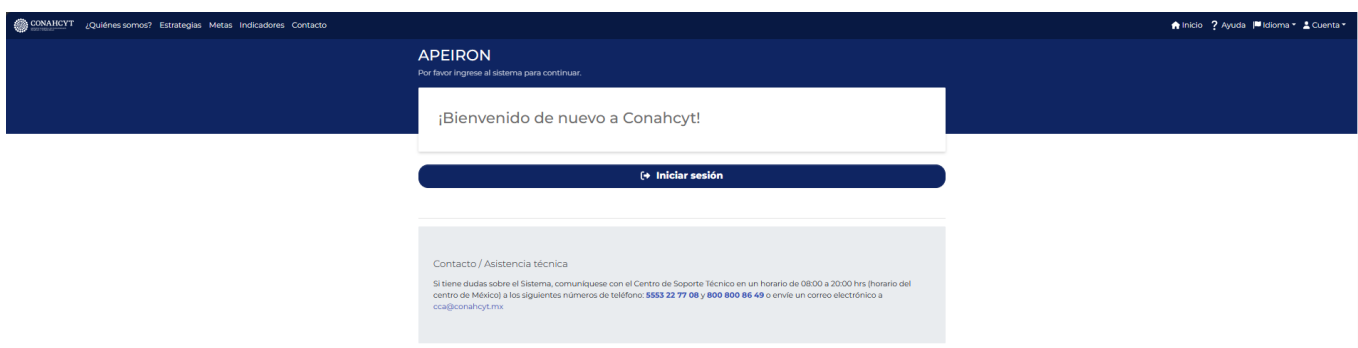 CONAHCYT ¿Quiénes somos? Estrategias Metas Indicadores Contacto Inicio ? Ayuda Idioma Cuenta
APEIRON
Por favor ingrese al sistema para continuar.
¡Bienvenido de nuevo a Conahcyt!
Iniciar sesión
Contacto / Asistencia técnica
Si tiene dudas sobre el Sistema, comuníquese con el Centro de Soporte Técnico en un horario de 08:00 a 20:00 hrs (horario del
centro de México) a los siguientes números de teléfono: 5553 22 77 08 y 800 800 86 49 o envíe un correo electrónico a
cca@conahcyt.mx